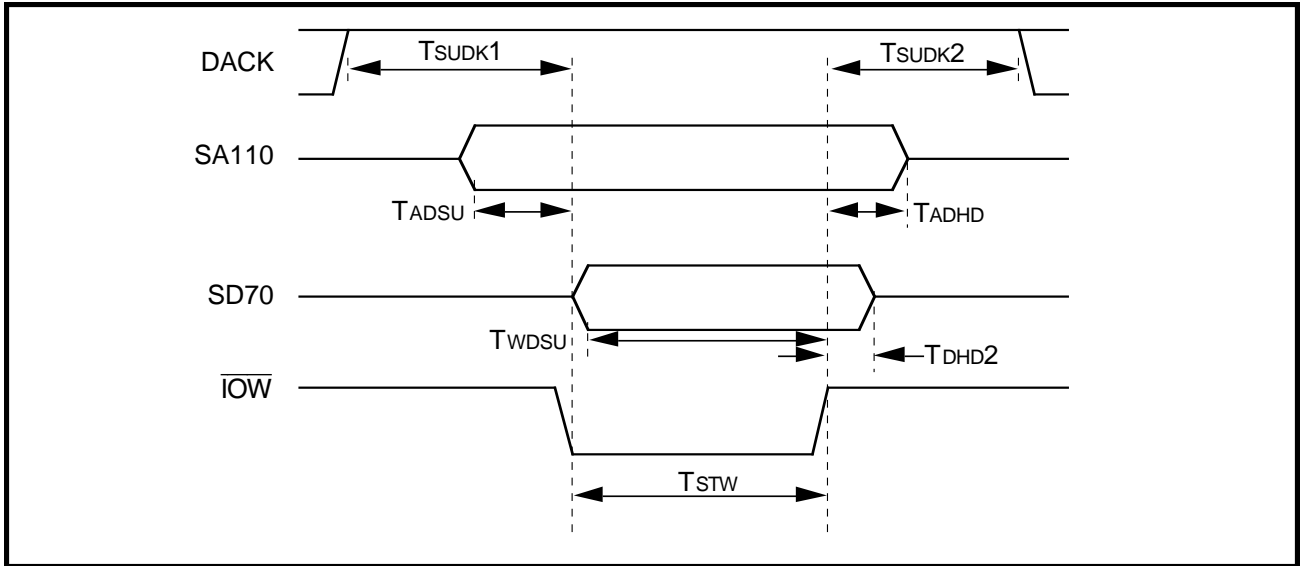 DACK
TSUDK1
TSUDK2
SA110
TADSU
TADHD
SD70
TWDSU
TDHD2
IOW
TSTW